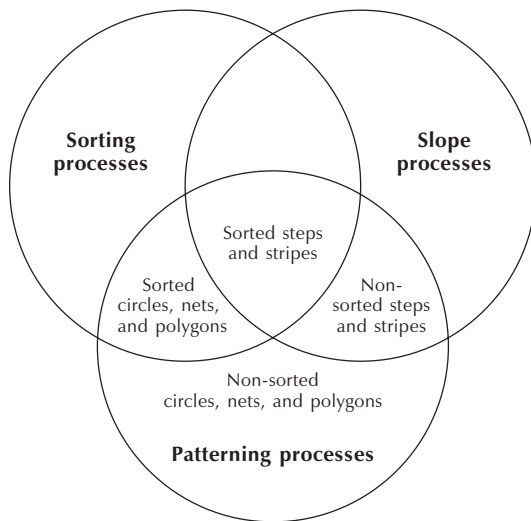 Sorting
processes
Slope
processes
Sorted steps
and stripes
Sorted
circles, nets,
and polygons
Non-
sorted steps
and stripes
Non-sorted
circles, nets, and polygons
Patterning processes